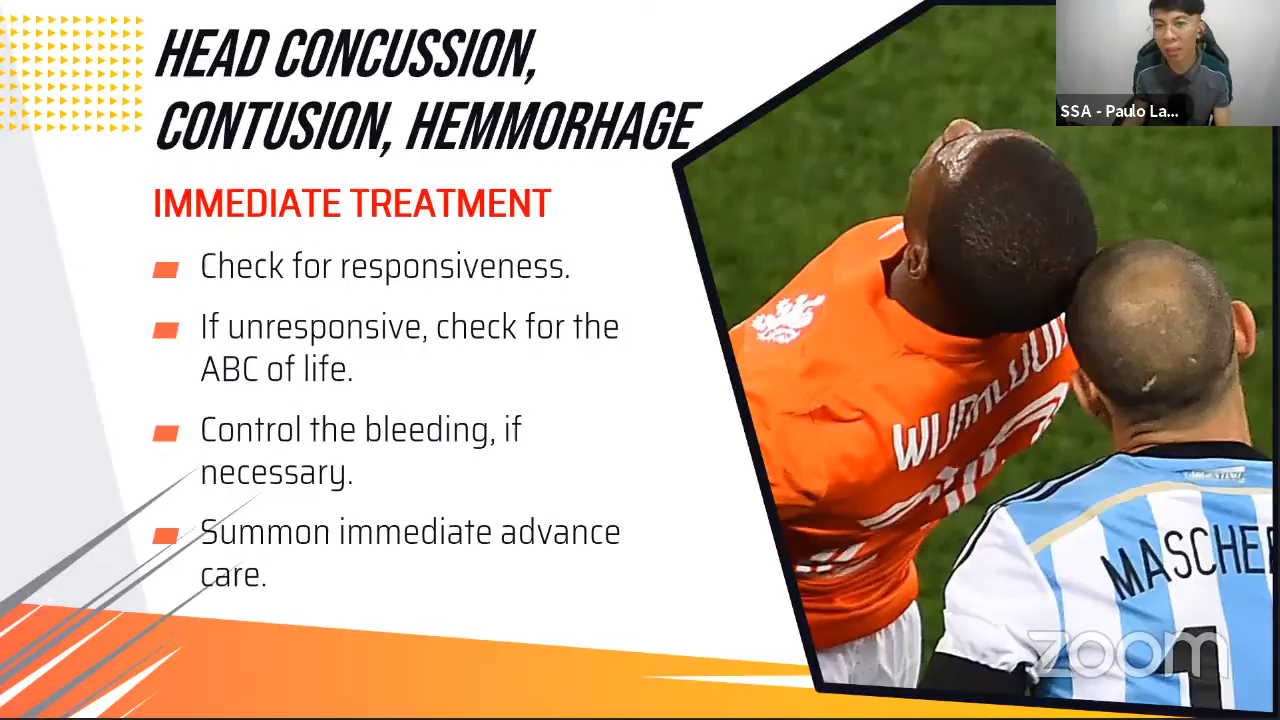 HEAD CONCUSSION,
CONTUSION, HEMMORHAGE
SSA - Paulo La...
IMMEDIATE TREATMENT
Check for responsiveness.
If unresponsive, check for the
ABC of life.
Control the bleeding, if
necessary.
Summon immediate advance
care.
ARGENTINA
zoom